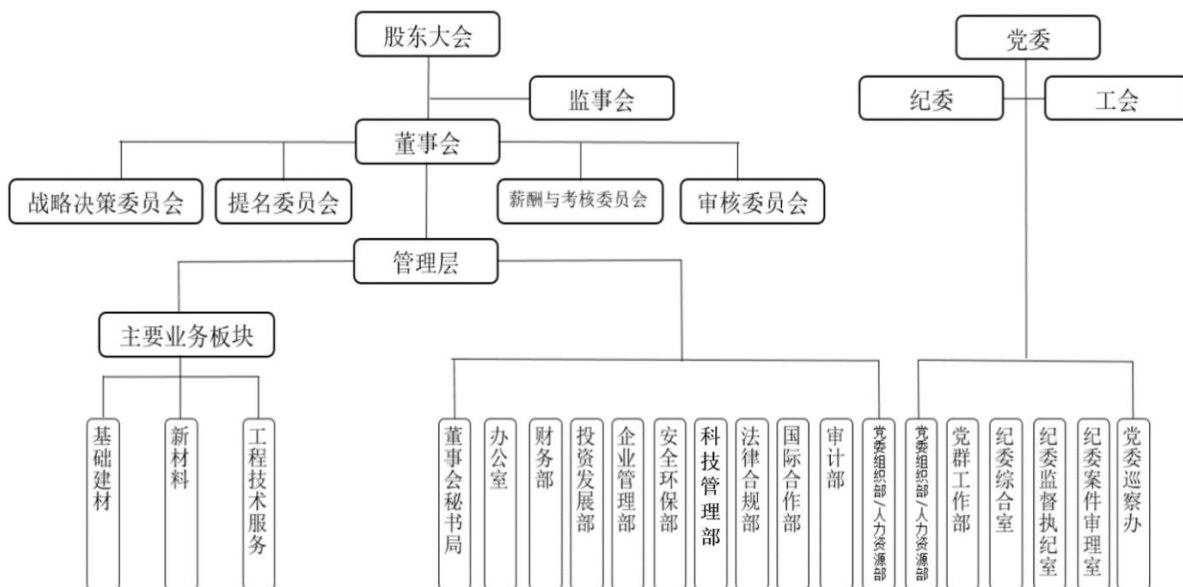 股东大会
党委
监事会
纪委
工会
董事会
战略决策委员会
提名委员会
薪酬与考核委员会
审核委员会
管理层
主要业务板块
基础建材
新材料
工程技术服务
董事会秘书局
办公室
财务部
投资发展部
企业管理部
安全环保部
科技管理部
法律合规部
国际合作部
审计部
党委组织部/人力资源部
党委组织部/人力资源部
党群工作部
纪委综合室
纪委监督执纪室
纪委案件审理室
党委巡察办